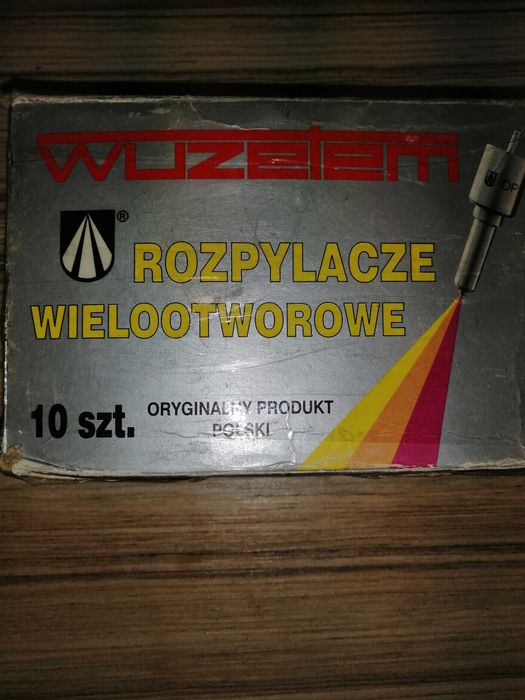 wuzetem
®
ROZPYLACZE
WIELOOTWOROWE
10 szt.
ORYGINALNY PRODUKT
POLSKI